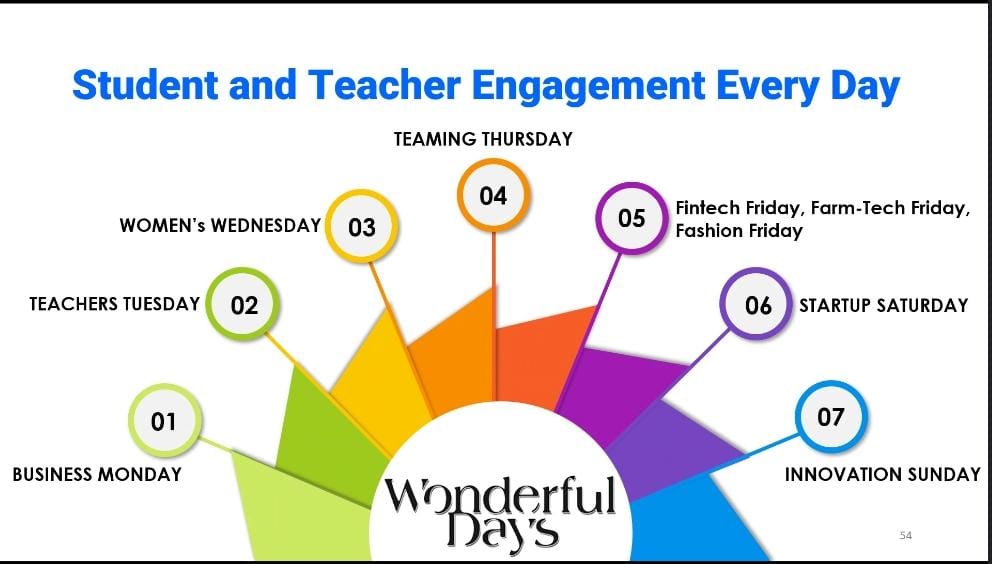 Student and Teacher Engagement Every Day
TEAMING THURSDAY
04
05
Fintech Friday, Farm-Tech Friday,
Fashion Friday
WOMEN's WEDNESDAY
03
TEACHERS TUESDAY
02
06
STARTUP SATURDAY
01
07
BUSINESS MONDAY
INNOVATION SUNDAY
Wonderful
Day's
54